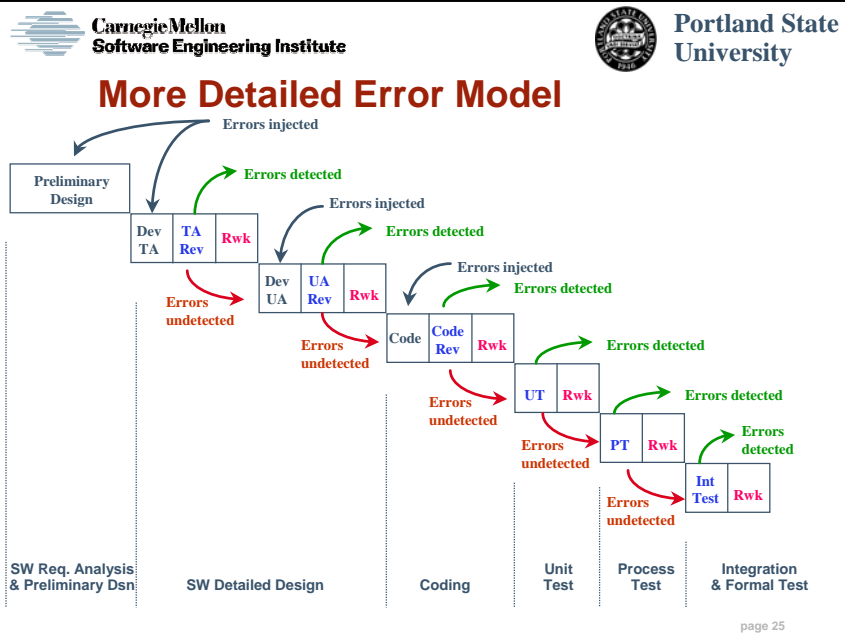 Carnegie Mellon
Software Engineering Institute
Portland State
University
More Detailed Error Model
Errors injected
Preliminary
Design
Errors detected
Dev
TA
TA
Rev
Rwk
Errors injected
Errors detected
Errors
undetected
Dev
UA
UA
Rev
Rwk
Errors injected
Errors detected
Errors
undetected
Code
Code
Rev
Rwk
Errors detected
Errors
undetected
UT
Rwk
Errors detected
Errors
undetected
PT
Rwk
Errors
detected
Errors
undetected
Int
Test
Rwk
SW Req. Analysis
& Preliminary Dsn
SW Detailed Design
Coding
Unit
Test
Process
Test
Integration
& Formal Test
page 25